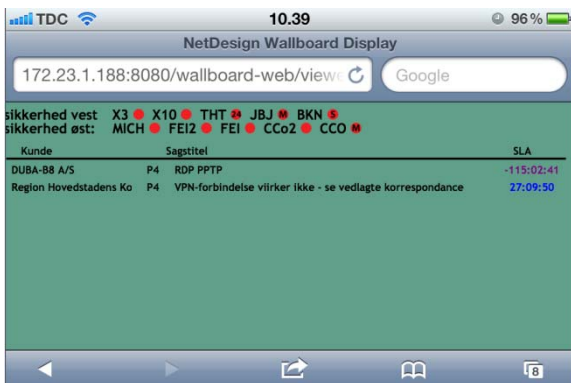 TDC 10.39 96 %
NetDesign Wallboard Display
172.23.1.188:8080/wallboard-web/view Google
sikkerhed vest X3 X10 THT 24 JBJ M BKN S
sikkerhed øst: MICH FEI2 FEI CCo2 CCO M
Kunde Sagstitel SLA
DUBA-B8 A/S P4 RDP PPTP -115:02:41
Region Hovedstadens Ko P4 VPN-forbindelse viirker ikke - se vedlagte korrespondance 27:09:50
8